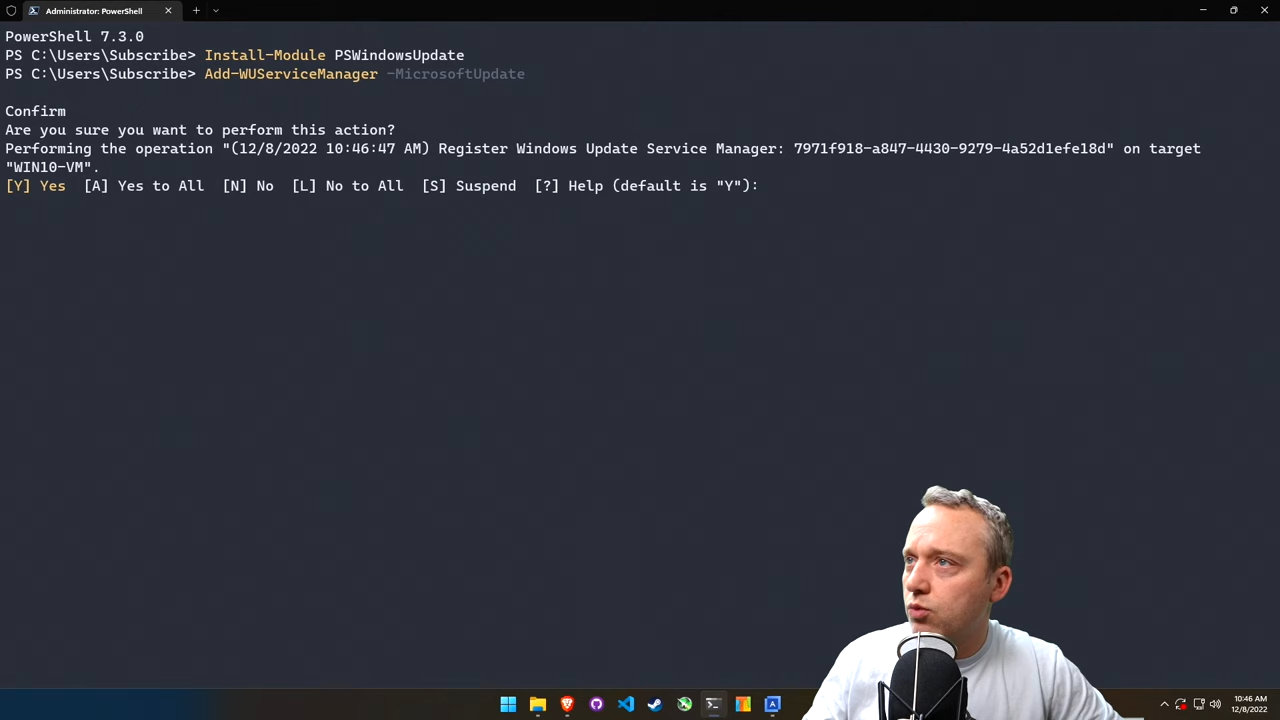 Administrator: PowerShell
PowerShell 7.3.0
PS C:\Users\Subscribe> Install-Module PSWindowsUpdate
PS C:\Users\Subscribe> Add-WUServiceManager -MicrosoftUpdate
Confirm
Are you sure you want to perform this action?
Performing the operation "(12/8/2022 10:46:47 AM) Register Windows Update Service Manager: 7971f918-a847-4430-9279-4a52d1efe18d" on target
"WIN10-VM".
[Y] Yes  [A] Yes to All  [N] No  [L] No to All  [S] Suspend  [?] Help (default is "Y"):
10:46 AM
12/8/2022